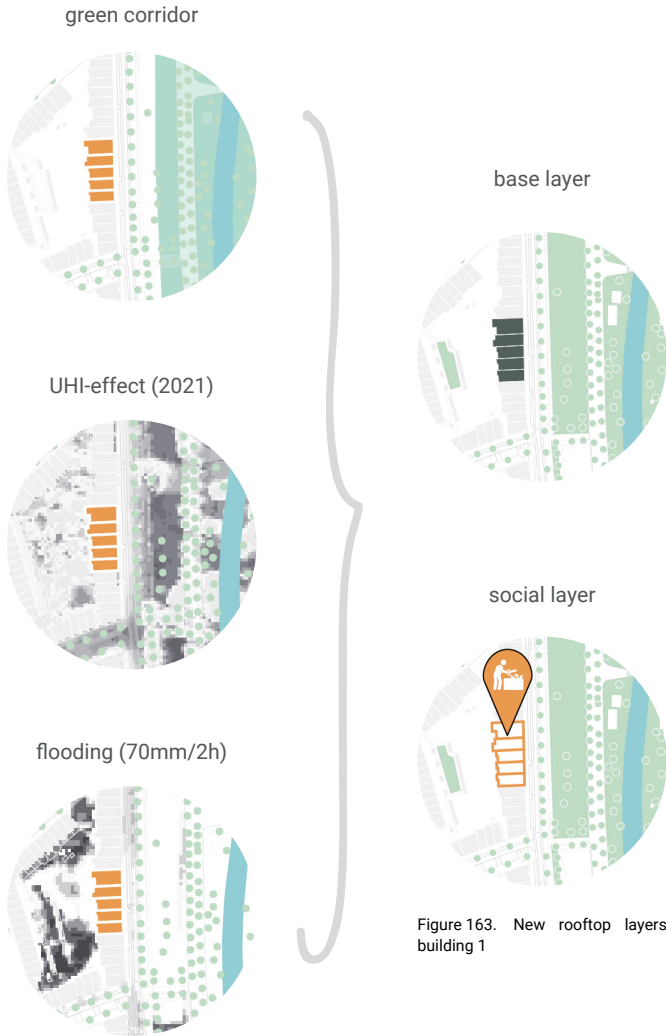 green corridor
UHI-effect (2021)
flooding (70mm/2h)
base layer
social layer
Figure 163. New rooftop layers
building 1